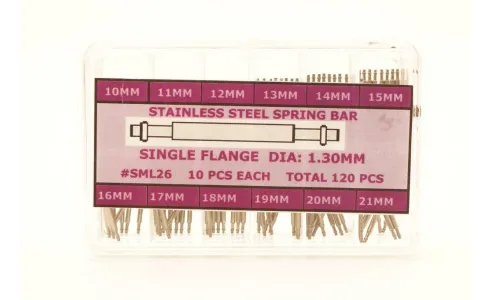 10MM 11MM 12MM 13MM 14MM 15MM
STAINLESS STEEL SPRING BAR
SINGLE FLANGE DIA: 1.30MM
#SML26 10 PCS EACH TOTAL 120 PCS
16MM 17MM 18MM 19MM 20MM 21MM